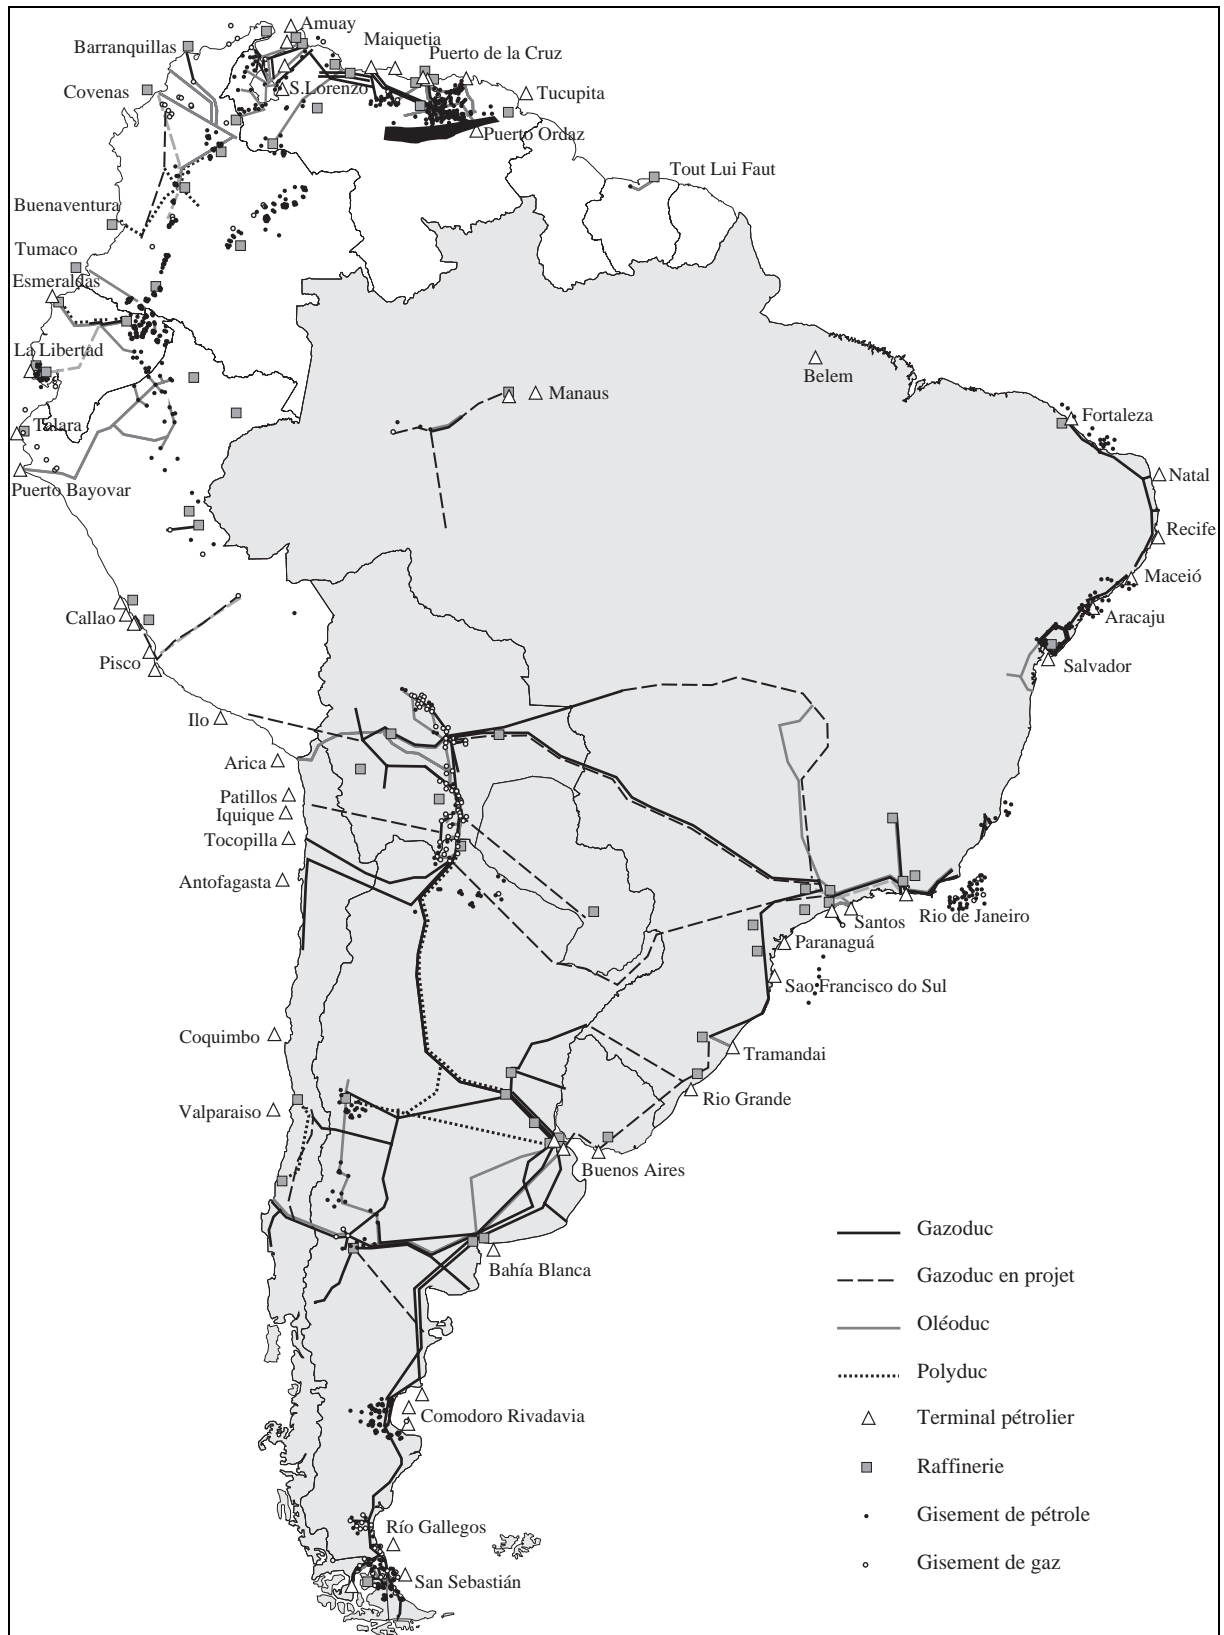 Amuay
Barranquillas
Maiquetia
Puerto de la Cruz
Covenas
S.Lorenzo
Tucupita
Puerto Ordaz
Tout Lui Faut
Buenaventura
Tumaco
Esmeraldas
La Libertad
Belem
Manaus
Talara
Fortaleza
Puerto Bayovar
Natal
Recife
Maceió
Callao
Aracaju
Pisco
Salvador
Ilo
Arica
Patillos
Iquique
Tocopilla
Antofagasta
Rio de Janeiro
Santos
Paranaguá
Sao Francisco do Sul
Coquimbo
Tramandai
Rio Grande
Valparaiso
Buenos Aires
Bahía Blanca
Comodoro Rivadavia
Río Gallegos
San Sebastián
Gazoduc
Gazoduc en projet
Oléoduc
Polyduc
Terminal pétrolier
Raffinerie
Gisement de pétrole
Gisement de gaz